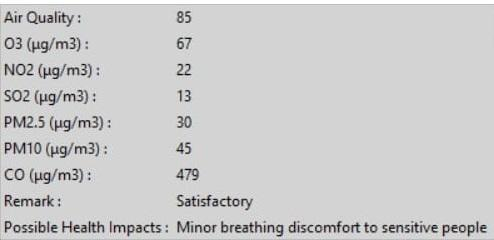 Air Quality : 85
O3 (µg/m3) : 67
NO2 (µg/m3) : 22
SO2 (µg/m3) : 13
PM2.5 (µg/m3) : 30
PM10 (µg/m3) : 45
CO (µg/m3) : 479
Remark : Satisfactory
Possible Health Impacts : Minor breathing discomfort to sensitive people